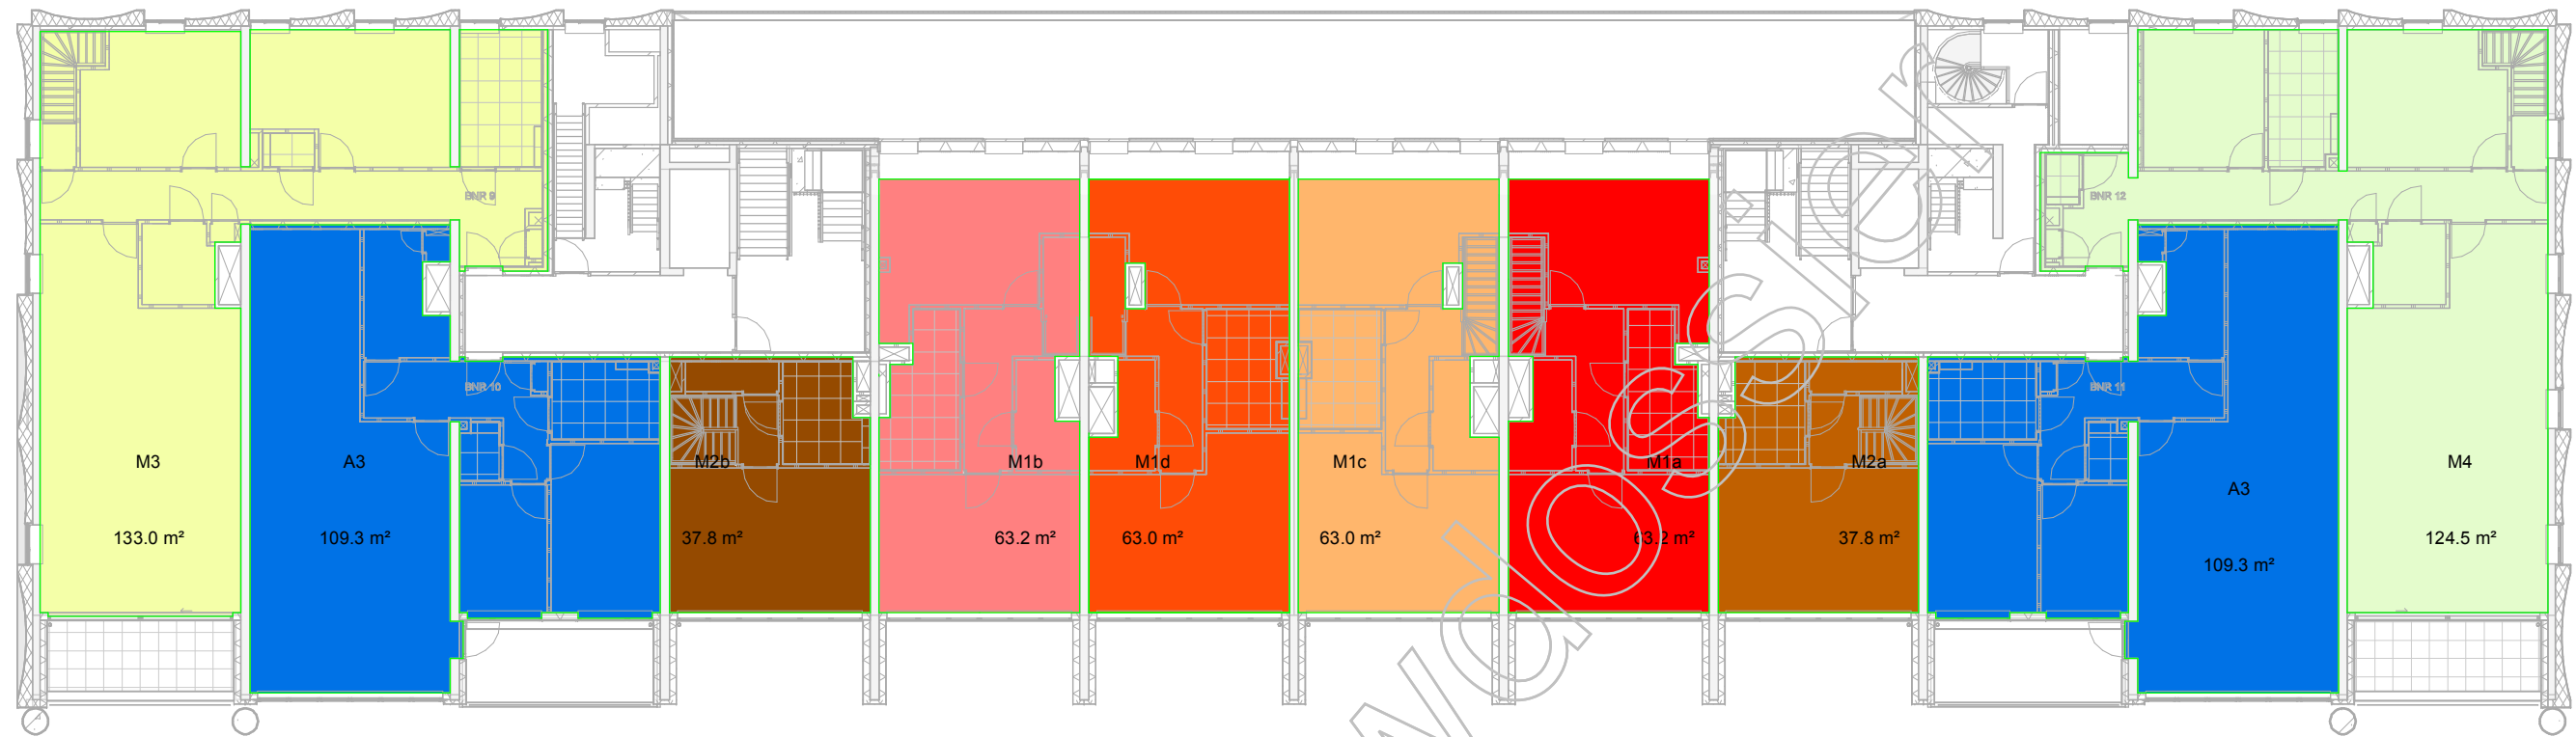 BNR 9
BNR 12
BNR 10
BNR 11
M3
A3
M2b
M1b
M1d
M1c
M1a
M2a
A3
M4
133.0 m²
109.3 m²
37.8 m²
63.2 m²
63.0 m²
63.0 m²
63.2 m²
37.8 m²
109.3 m²
124.5 m²